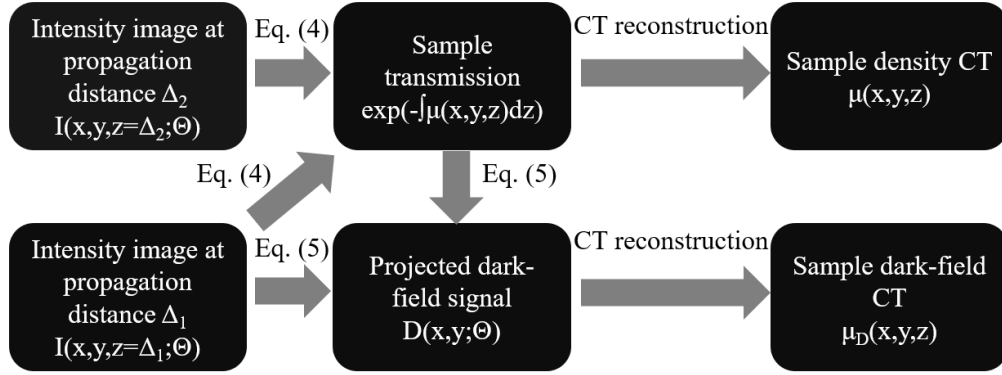 Intensity image at
propagation
distance Δ₂
I(x,y,z=Δ₂;Θ)
Eq. (4)
Sample
transmission
exp(-∫μ(x,y,z)dz)
CT reconstruction
Sample density CT
μ(x,y,z)
Eq. (4)
Eq. (5)
Intensity image at
propagation
distance Δ₁
I(x,y,z=Δ₁;Θ)
Eq. (5)
Projected dark-
field signal
D(x,y;Θ)
CT reconstruction
Sample dark-field
CT
μ_D(x,y,z)